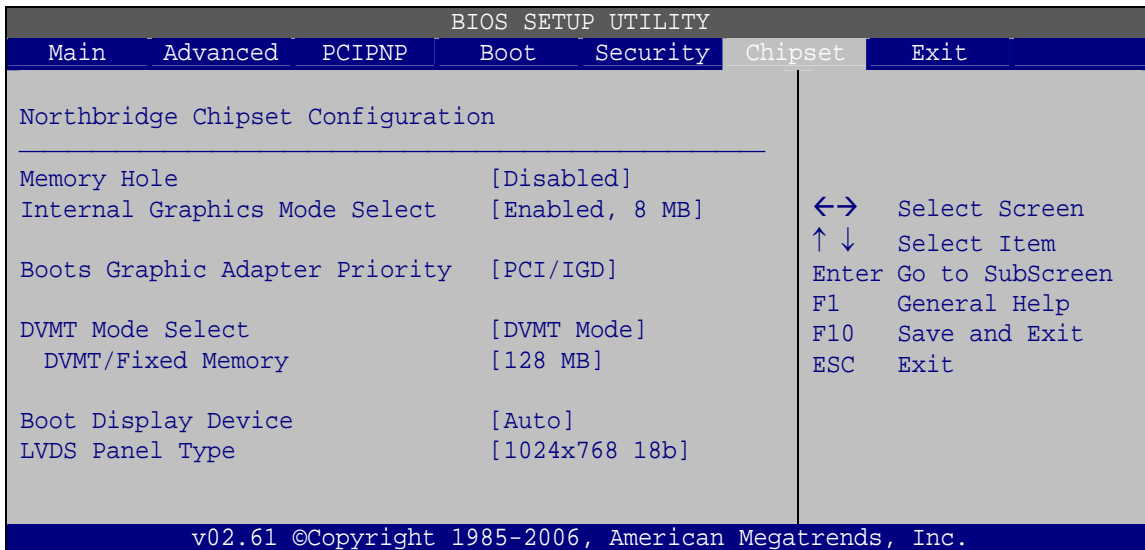 BIOS SETUP UTILITY
Main Advanced PCIPNP Boot Security Chipset Exit
Northbridge Chipset Configuration
Memory Hole [Disabled]
Internal Graphics Mode Select [Enabled, 8 MB]
Boots Graphic Adapter Priority [PCI/IGD]
DVMT Mode Select [DVMT Mode]
DVMT/Fixed Memory [128 MB]
Boot Display Device [Auto]
LVDS Panel Type [1024x768 18b]
←→ Select Screen
↑ ↓ Select Item
Enter Go to SubScreen
F1 General Help
F10 Save and Exit
ESC Exit
v02.61 ©Copyright 1985-2006, American Megatrends, Inc.